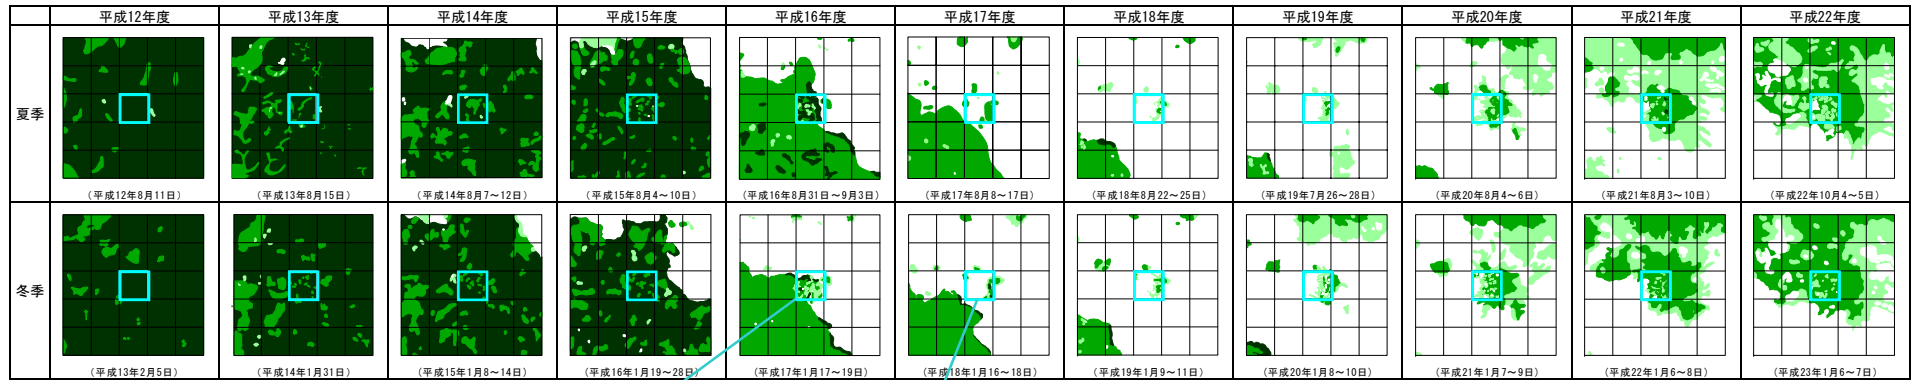 平成12年度 平成13年度 平成14年度 平成15年度 平成16年度 平成17年度 平成18年度 平成19年度 平成20年度 平成21年度 平成22年度
夏季
(平成12年8月11日) (平成13年8月15日) (平成14年8月7～12日) (平成15年8月4～10日) (平成16年8月31日～9月3日) (平成17年8月8～17日) (平成18年8月22～25日) (平成19年7月26～28日) (平成20年8月4～6日) (平成21年8月3～10日) (平成22年10月4～5日)
冬季
(平成13年2月5日) (平成14年1月31日) (平成15年1月8～14日) (平成16年1月19～28日) (平成17年1月17～19日) (平成18年1月16～18日) (平成19年1月9～11日) (平成20年1月8～10日) (平成21年1月7～9日) (平成22年1月6～8日) (平成23年1月6～7日)